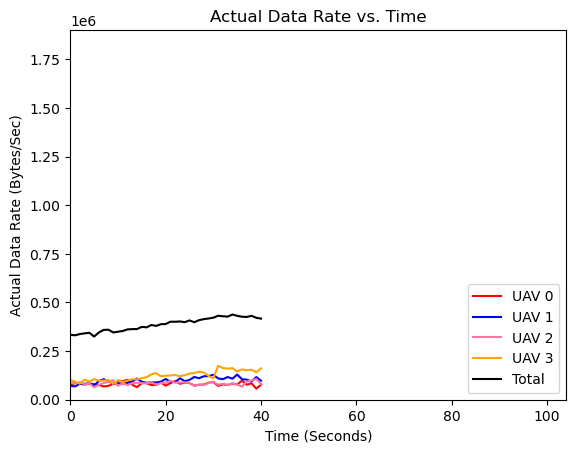 Actual Data Rate vs. Time
1e6
Actual Data Rate (Bytes/Sec)
1.75
1.50
1.25
1.00
0.75
0.50
0.25
0.00
0 20 40 60 80 100
Time (Seconds)
UAV 0
UAV 1
UAV 2
UAV 3
Total